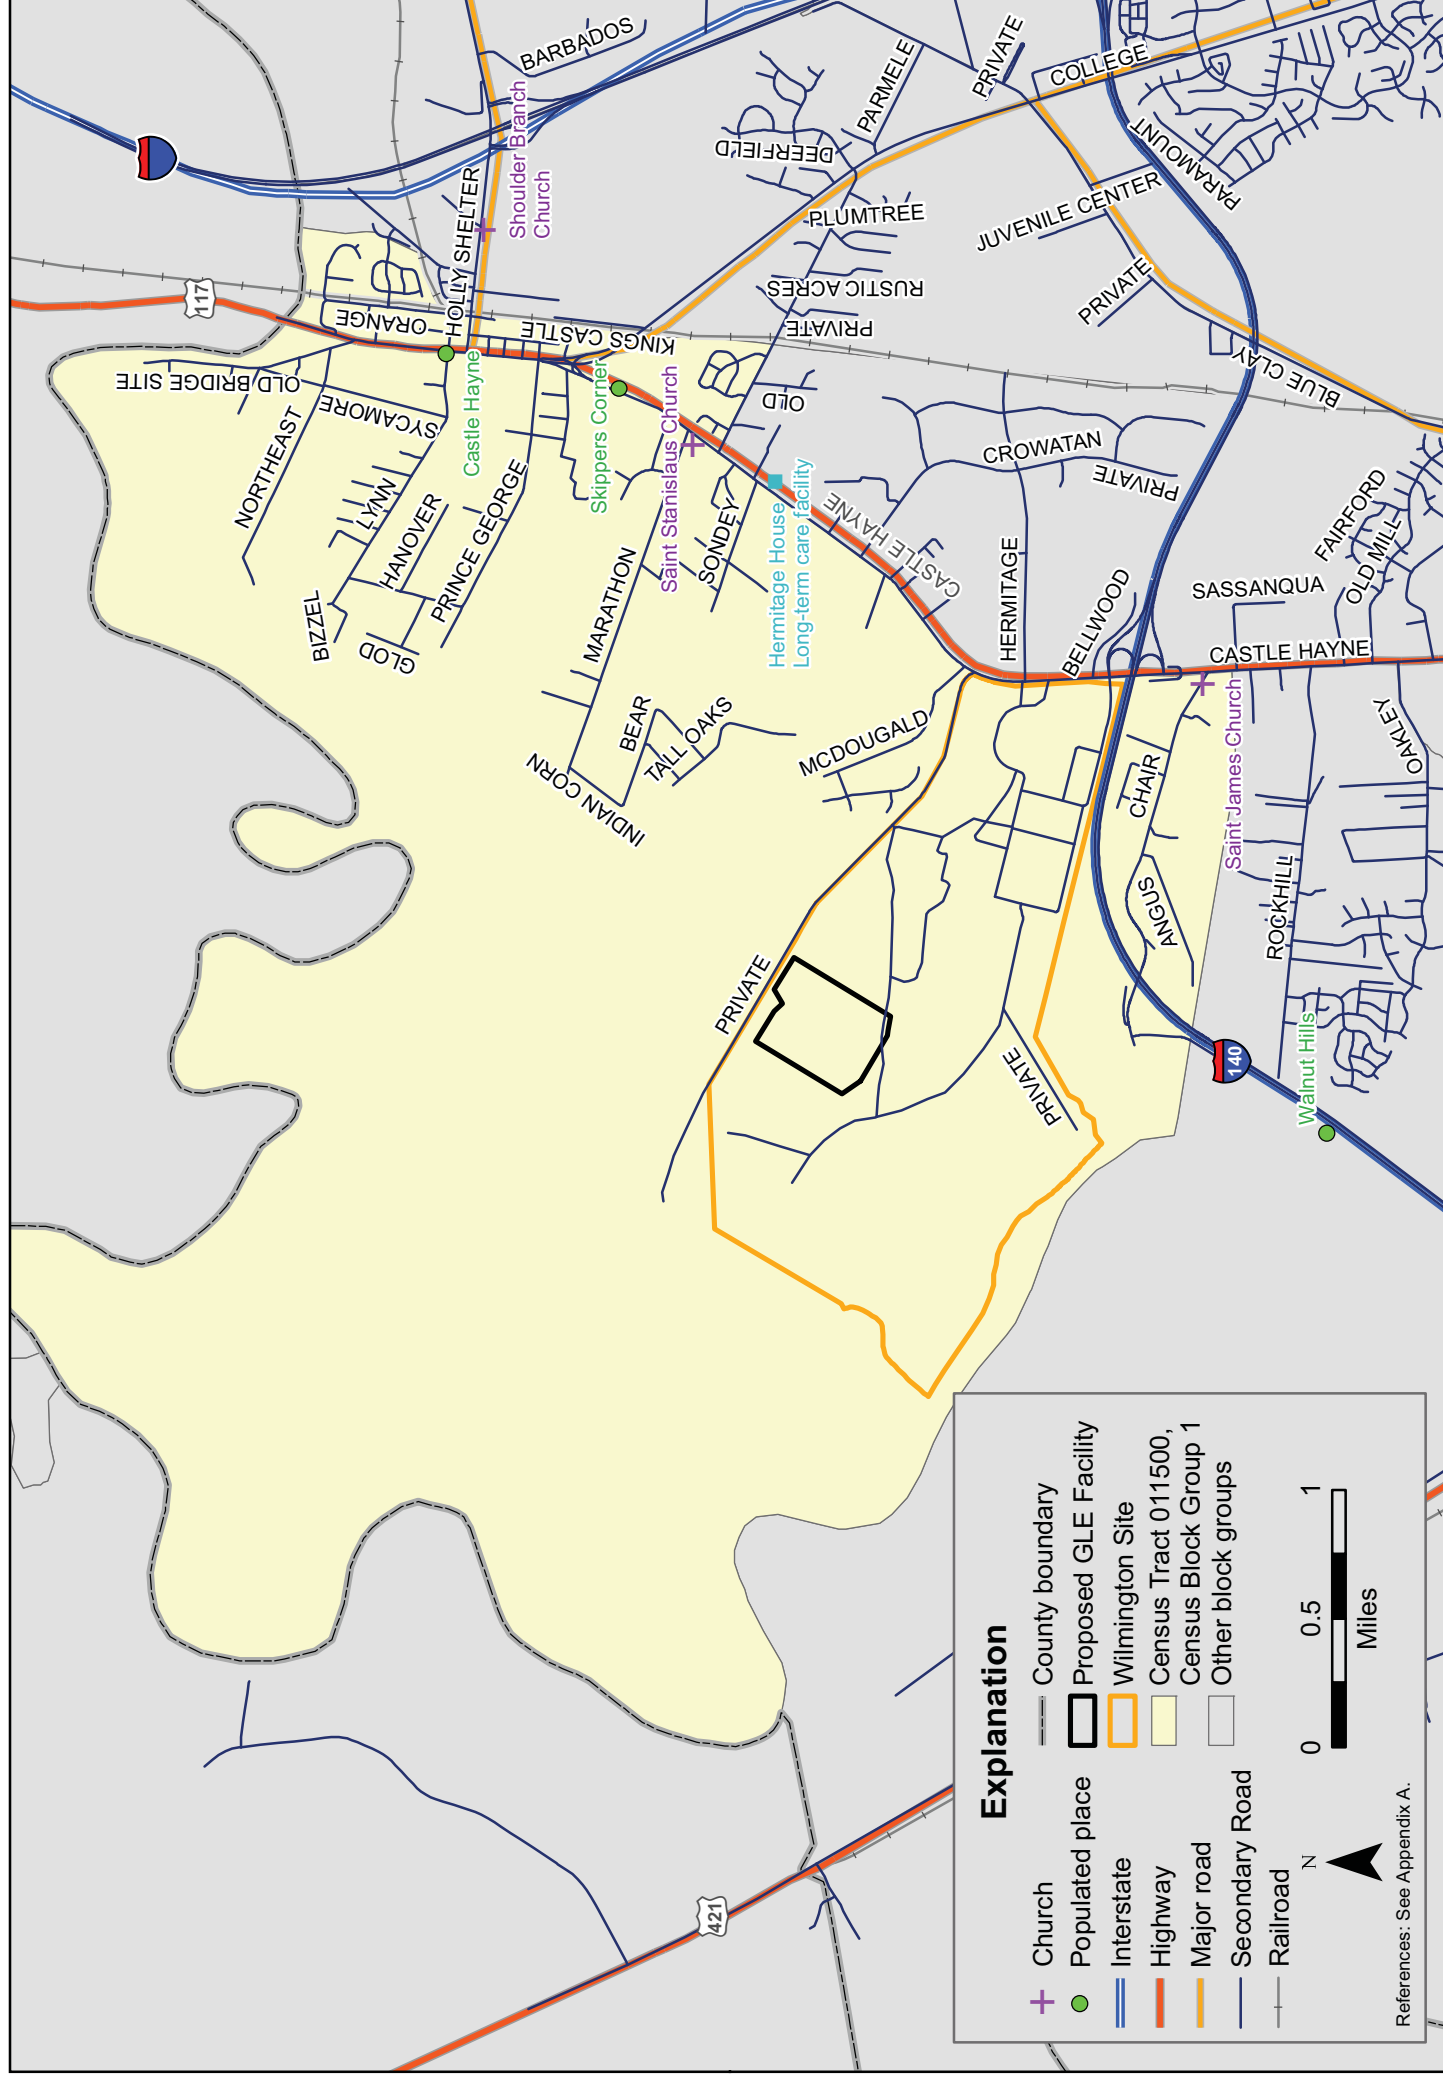 117
BARBADOS
Shoulder Branch
Church
HOLLY SHELTER
ORANGE
KINGS CASTLE
OLD BRIDGE SITE
SYCAMORE
NORTHEAST
Castle Hayne
LYNN
HANOVER
PRINCE GEORGE
BIZZEL
GLOD
Skippers Corner
Saint Stanislaus Church
MARATHON
SONDEY
Hermitage House
Long-term care facility
BEAR
TALL OAKS
INDIAN CORN
MCDOUGALD
CASTLE HAYNE
DEERFIELD
PARMELE
PRIVATE
COLLEGE
PARAMOUNT
JUVENILE CENTER
PLUMTREE
RUSTIC ACRES
PRIVATE
PRIVATE
OLD
BLUE CLAY
CROWATAN
PRIVATE
HERMITAGE
BELLWOOD
FAIRFORD
OLD MILL
SASSANQUA
CASTLE HAYNE
Saint James Church
OAKLEY
CHAIR
ANGUS
ROCKHILL
PRIVATE
PRIVATE
140
Walnut Hills
421
Explanation
Church
Populated place
Interstate
Highway
Major road
Secondary Road
Railroad
County boundary
Proposed GLE Facility
Wilmington Site
Census Tract 011500,
Census Block Group 1
Other block groups
N
0 0.5 1
Miles
References: See Appendix A.